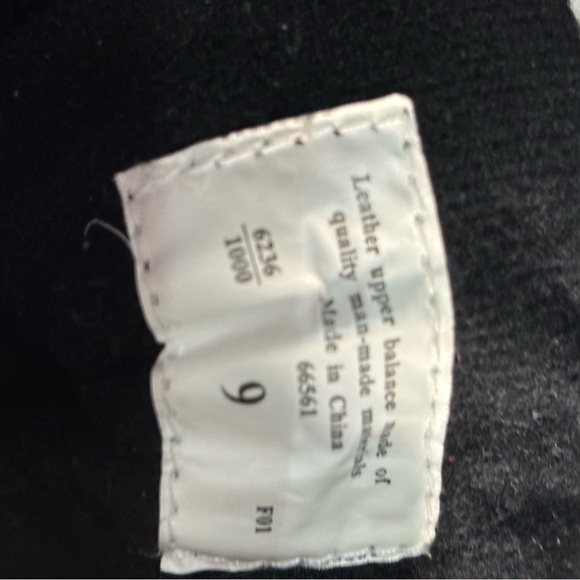 Leather upper balance made of
quality man-made materials
Made in China
66561
6236
1000
9
F01